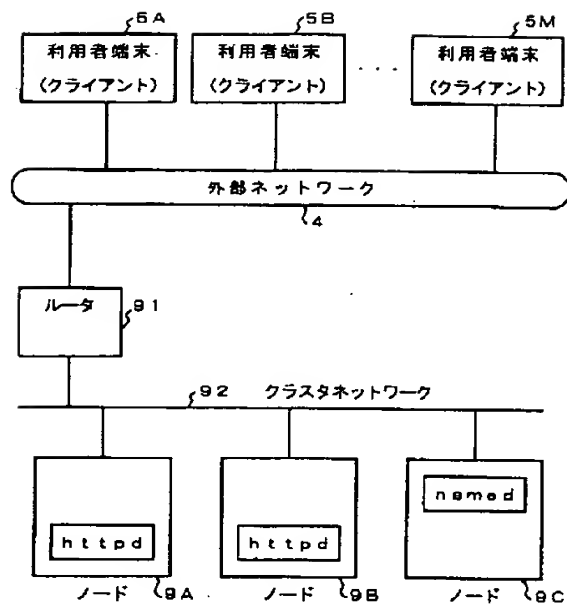 5A
5B
5M
利用者端末
(クライアント)
利用者端末
(クライアント)
...
利用者端末
(クライアント)
外部ネットワーク
4
ルータ
91
92 クラスタネットワーク
httpd
httpd
named
ノード 9A
ノード 9B
ノード 9C